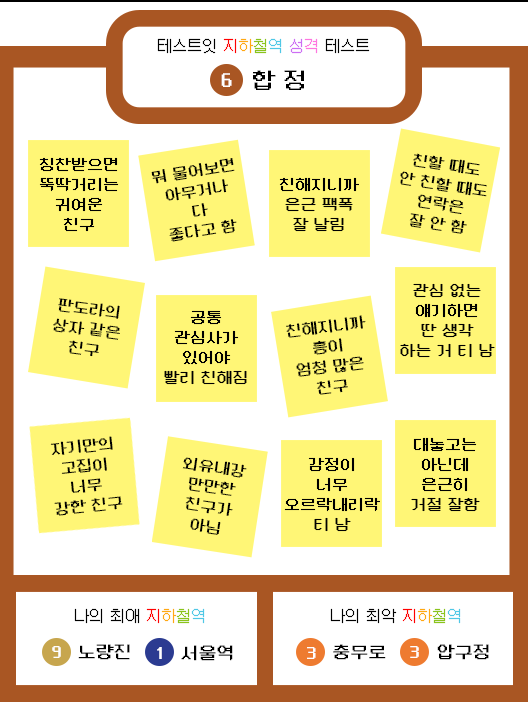 테스트잇 지하철역 성격 테스트
6 합정
칭찬받으면
뚝딱거리는
귀여운
친구
뭐 물어보면
아무거나
다
좋다고 함
친해지니까
은근 팩폭
잘 날림
친할 때도
안 친할 때도
연락은
잘 안 함
판도라의
상자 같은
친구
공통
관심사가
있어야
빨리 친해짐
친해지니까
흥이
엄청 많은
친구
관심 없는
얘기하면
딴 생각
하는 거 티 남
자기만의
고집이
너무
강한 친구
외유내강
만만한
친구가
아님
감정이
너무
오르락내리락
티 남
대놓고는
아닌데
은근히
거절 잘함
나의 최애 지하철역
9 노량진 1 서울역
나의 최악 지하철역
3 충무로 3 압구정